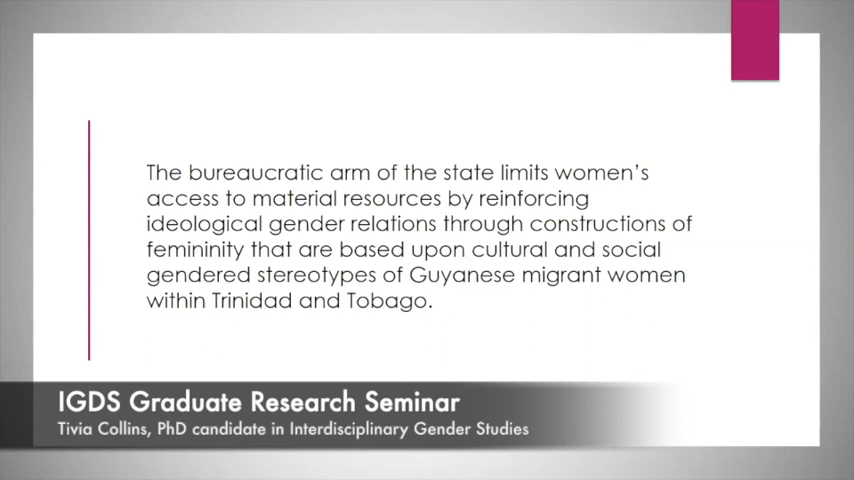 The bureaucratic arm of the state limits women's
access to material resources by reinforcing
ideological gender relations through constructions of
femininity that are based upon cultural and social
gendered stereotypes of Guyanese migrant women
within Trinidad and Tobago.
IGDS Graduate Research Seminar
Tivia Collins, PhD candidate in Interdisciplinary Gender Studies